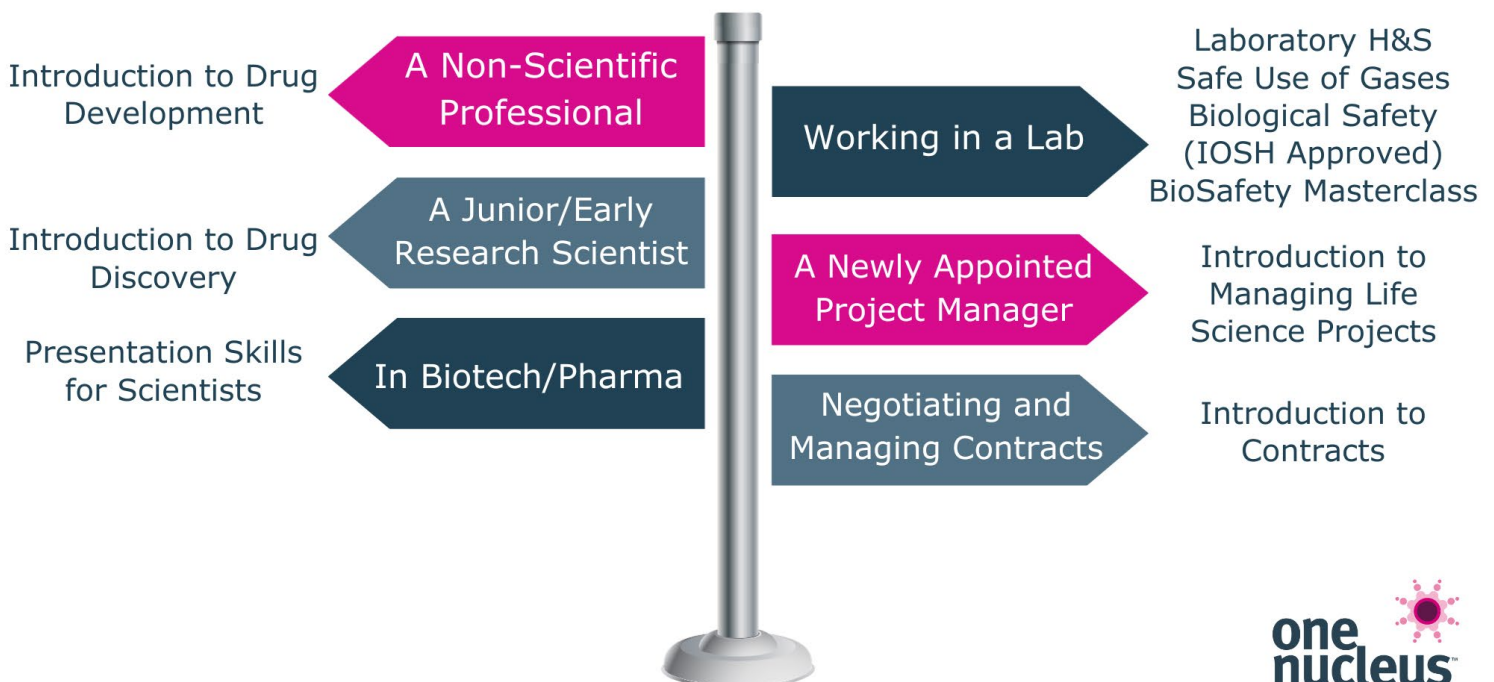 Introduction to Drug
Development
A Non-Scientific
Professional
Introduction to Drug
Discovery
A Junior/Early
Research Scientist
Presentation Skills
for Scientists
In Biotech/Pharma
Working in a Lab
Laboratory H&S
Safe Use of Gases
Biological Safety
(IOSH Approved)
BioSafety Masterclass
A Newly Appointed
Project Manager
Introduction to
Managing Life
Science Projects
Negotiating and
Managing Contracts
Introduction to
Contracts
one
nucleus™